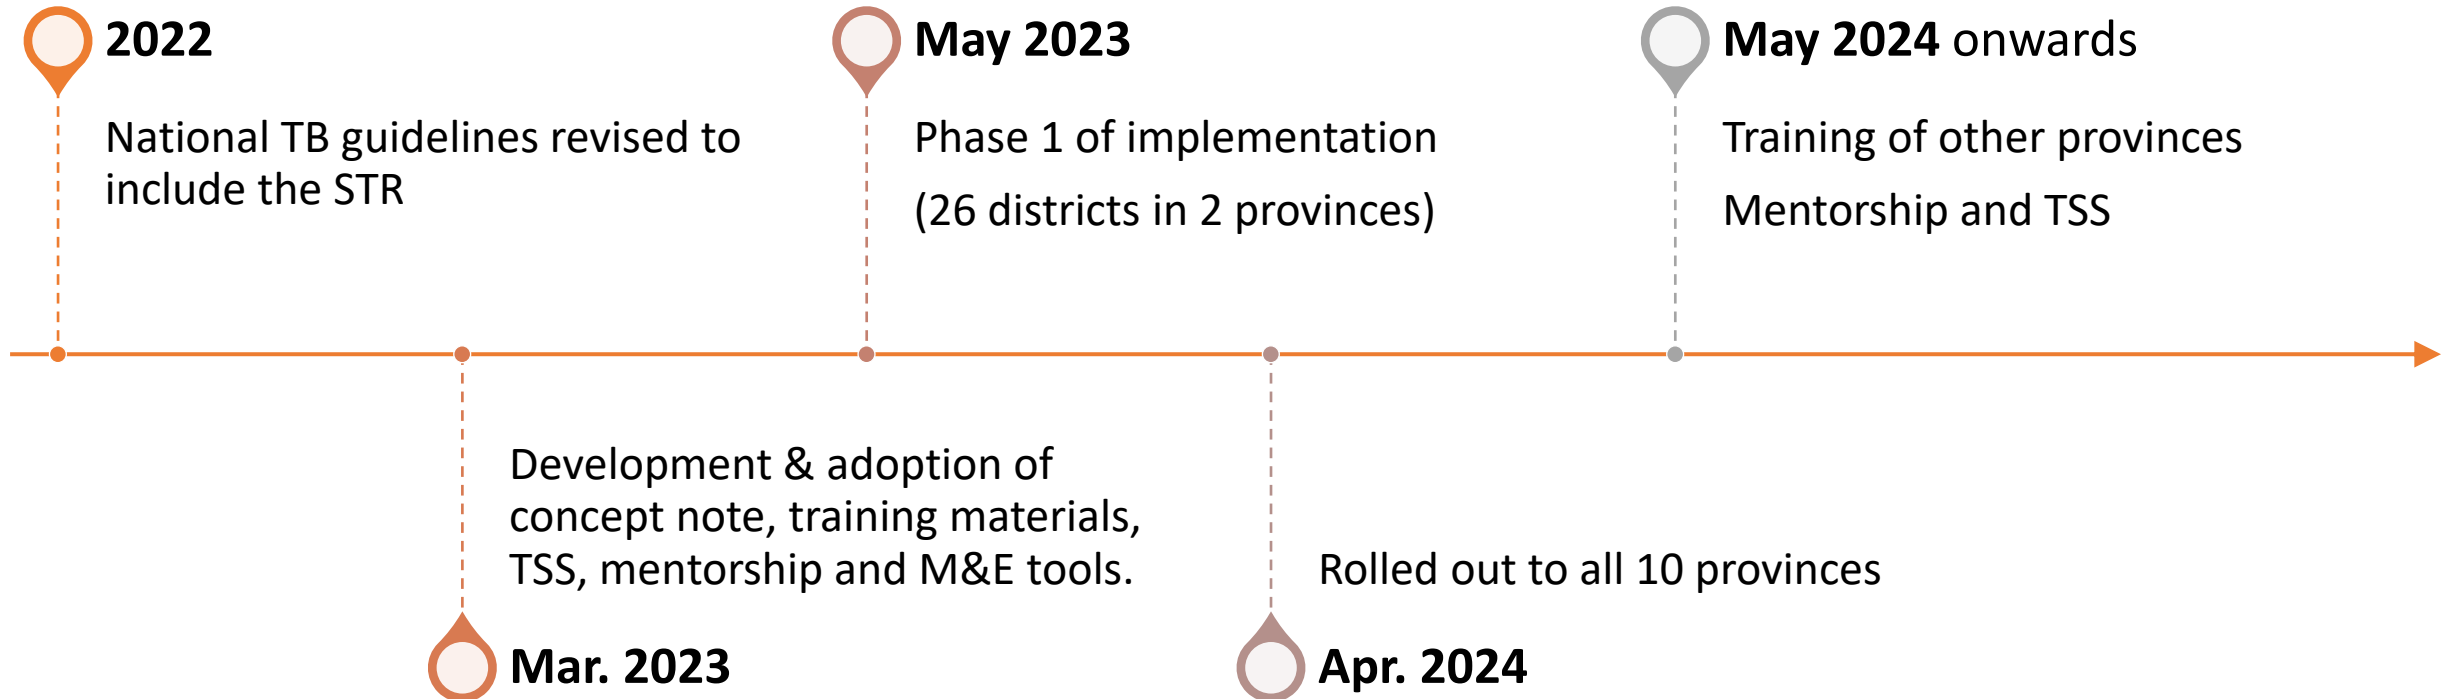 2022
National TB guidelines revised to
include the STR
Development & adoption of
concept note, training materials,
TSS, mentorship and M&E tools.
Mar. 2023
May 2023
Phase 1 of implementation
(26 districts in 2 provinces)
Rolled out to all 10 provinces
Apr. 2024
May 2024 onwards
Training of other provinces
Mentorship and TSS